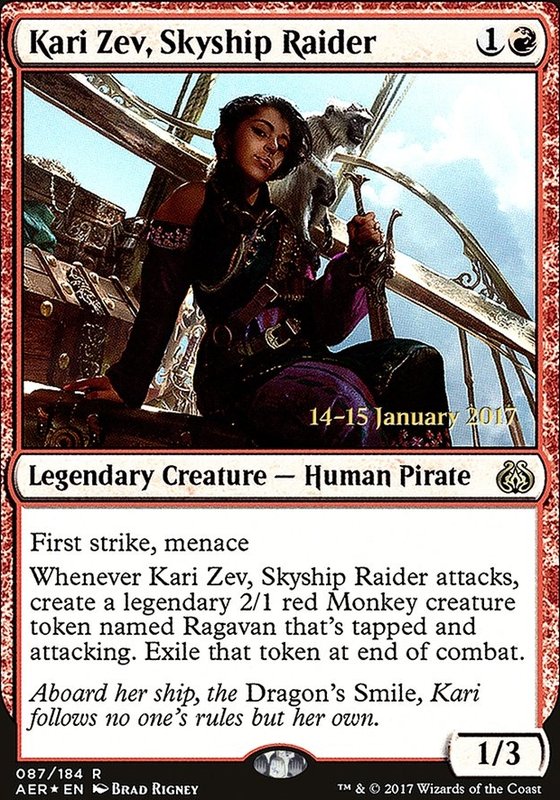 Kari Zev, Skyship Raider 1
14-15 January 2017
Legendary Creature — Human Pirate
First strike, menace
Whenever Kari Zev, Skyship Raider attacks,
create a legendary 2/1 red Monkey creature
token named Ragavan that's tapped and
attacking. Exile that token at end of combat.
Aboard her ship, the Dragon's Smile, Kari
follows no one's rules but her own.
1/3
087/184 R
AER★EN Brad Rigney
™ & © 2017 Wizards of the Coast